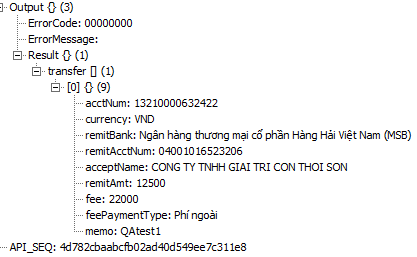 Output {} (3)
ErrorCode: 00000000
ErrorMessage:
Result {} (1)
transfer [] (1)
[0] {} (9)
acctNum: 13210000632422
currency: VND
remitBank: Ngân hàng thương mại cổ phần Hàng Hải Việt Nam (MSB)
remitAcctNum: 04001016523206
acceptName: CONG TY TNHH GIAI TRI CON THOI SON
remitAmt: 12500
fee: 22000
feePaymentType: Phí ngoài
memo: QAtest1
API_SEQ: 4d782cbaabcfb02ad40d549ee7c311e8